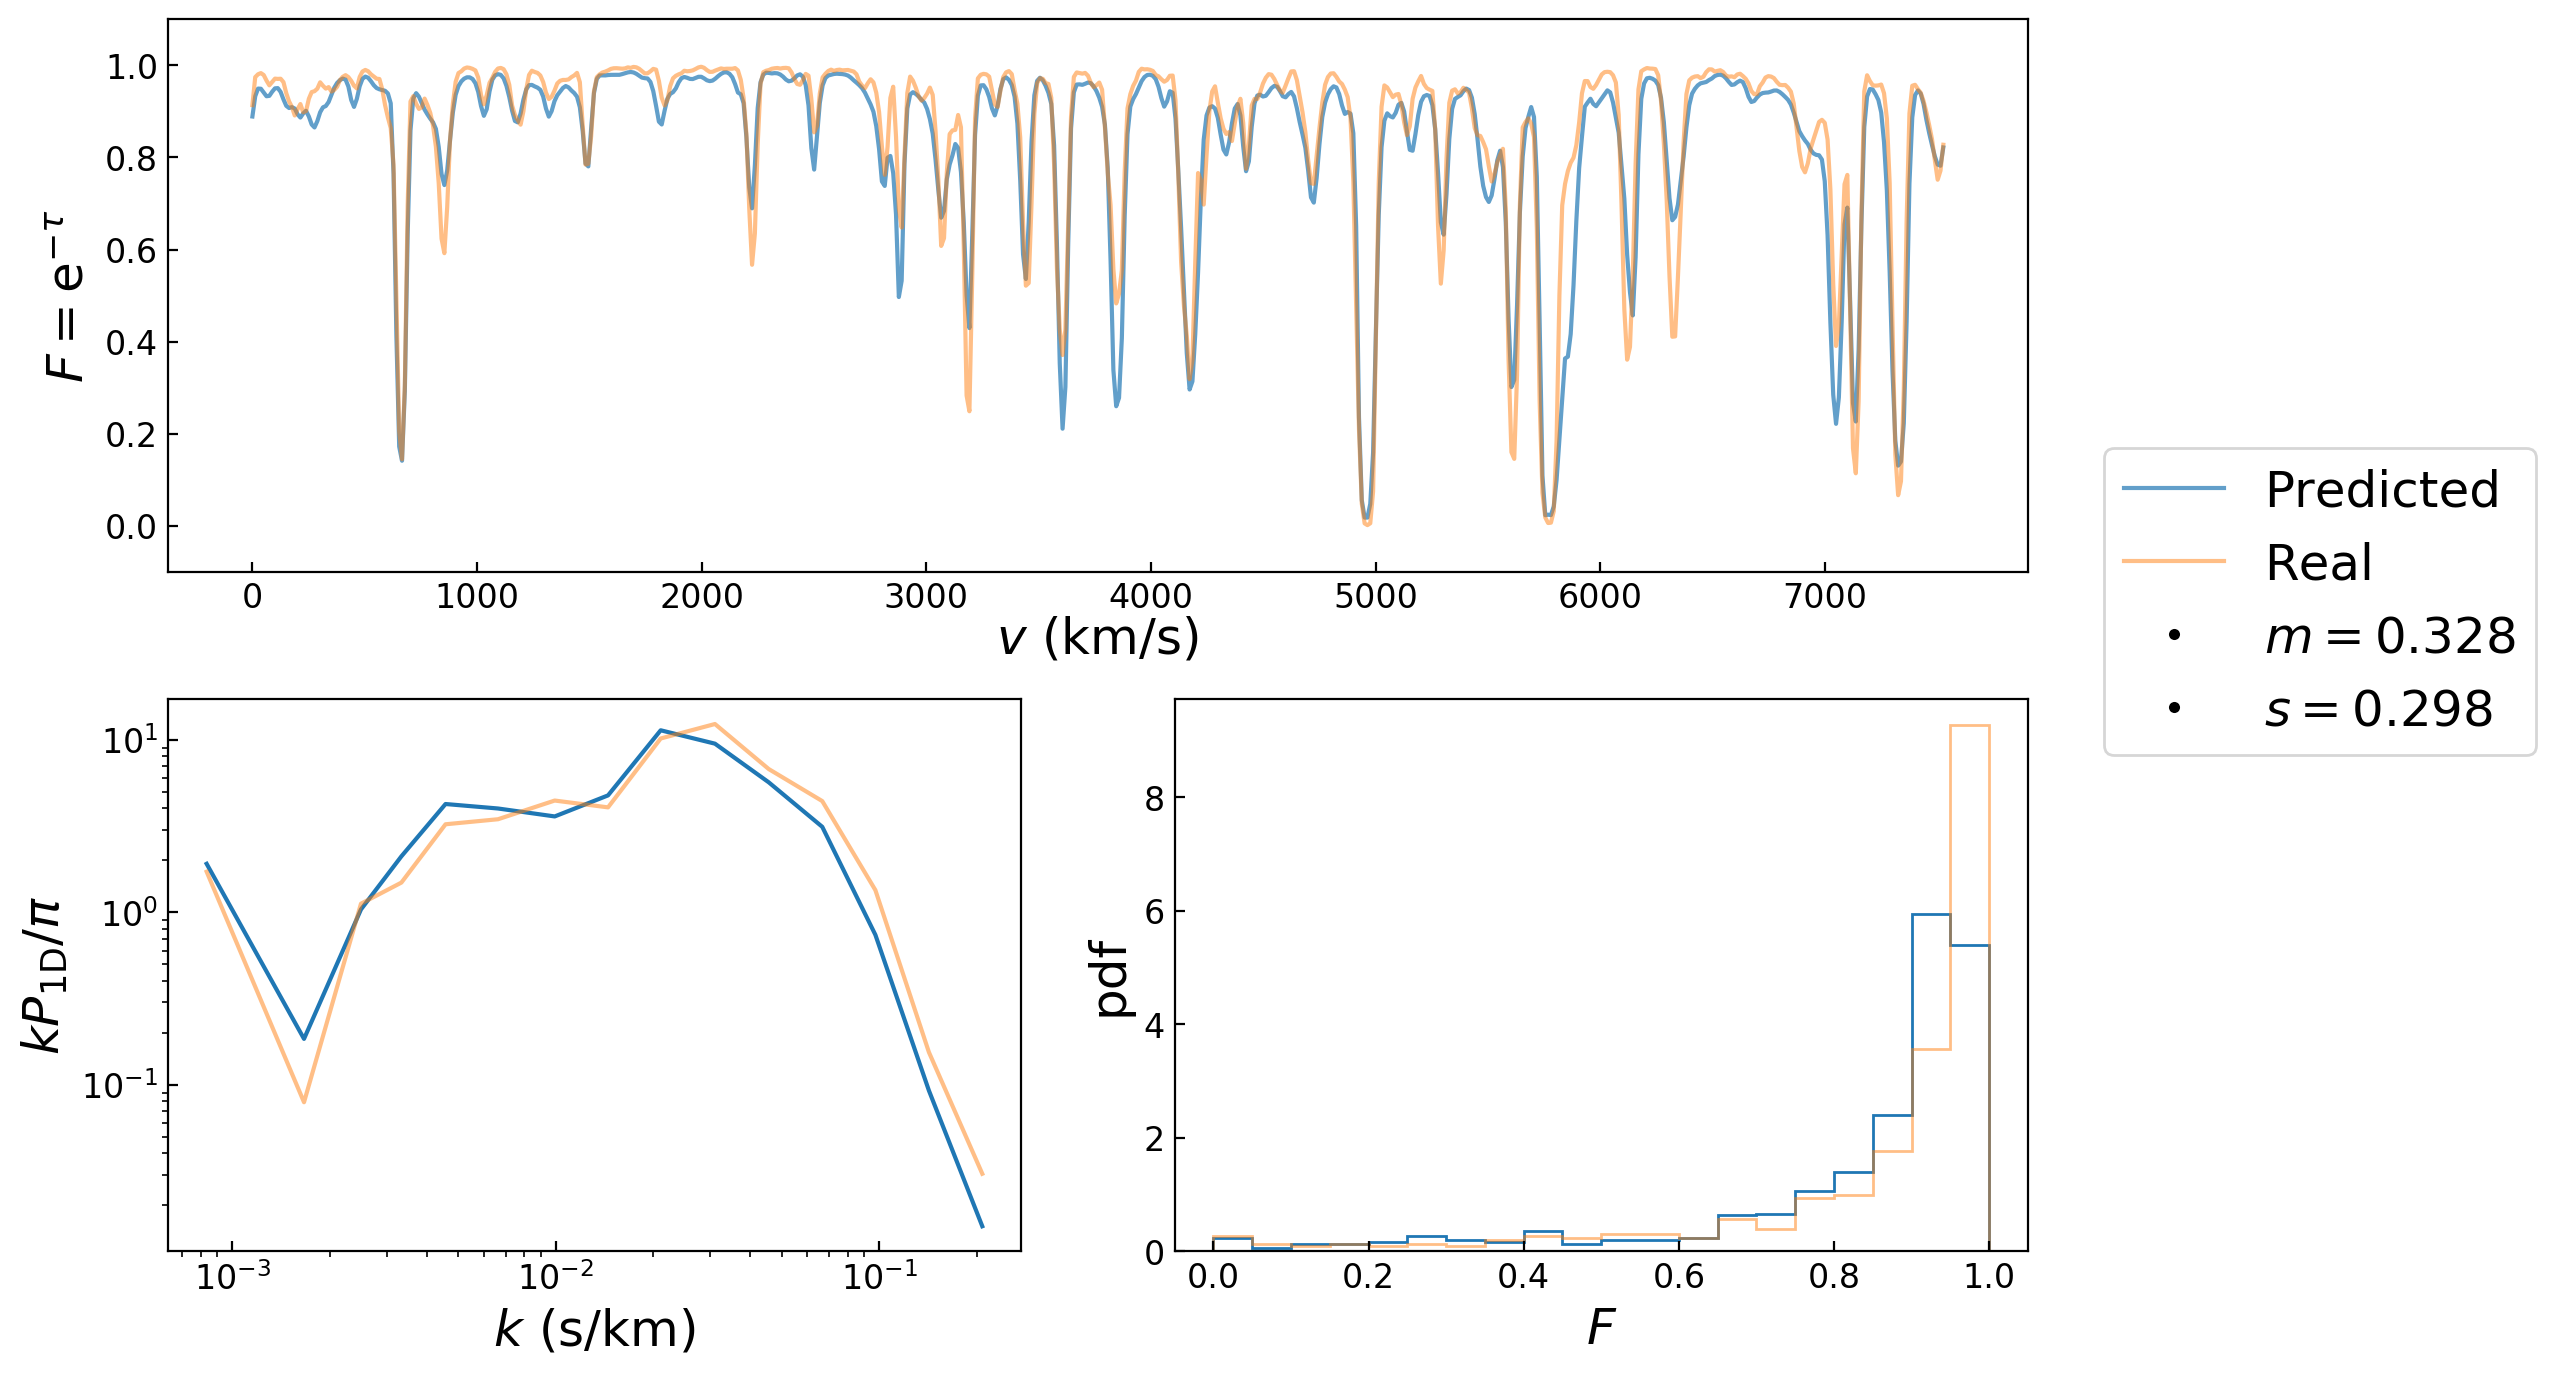 1.0
0.8
0.6
0.4
0.2
0.0
F = e^{-τ}
0 1000 2000 3000 4000 5000 6000 7000
v (km/s)
Predicted
Real
m = 0.328
s = 0.298
10^1
10^0
10^{-1}
kP_{1D}/π
10^{-3} 10^{-2} 10^{-1}
k (s/km)
8
6
4
2
0
pdf
0.0 0.2 0.4 0.6 0.8 1.0
F